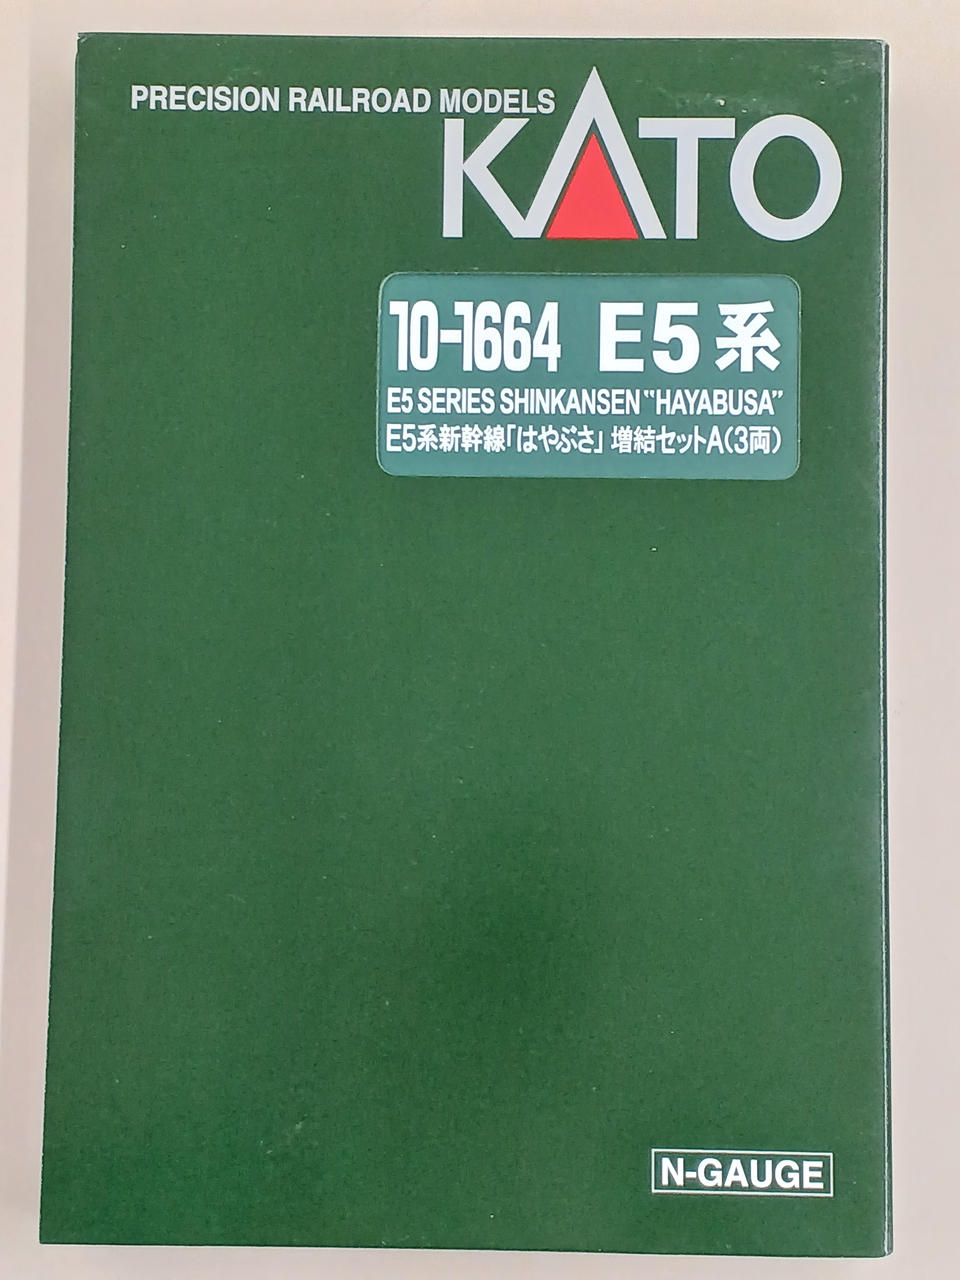 PRECISION RAILROAD MODELS
KATO
10-1664 E5系
E5 SERIES SHINKANSEN "HAYABUSA"
E5系新幹線「はやぶさ」 増結セットA(3両)
N-GAUGE